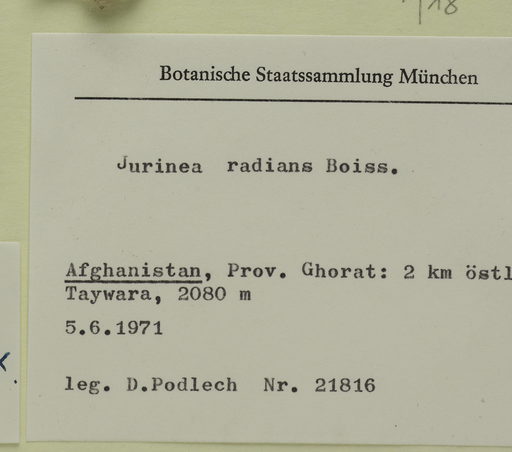 /18
Botanische Staatssammlung München
Jurinea radians Boiss.
Afghanistan, Prov. Ghorat: 2 km östl
Taywara, 2080 m
5.6.1971
leg. D.Podlech Nr. 21816